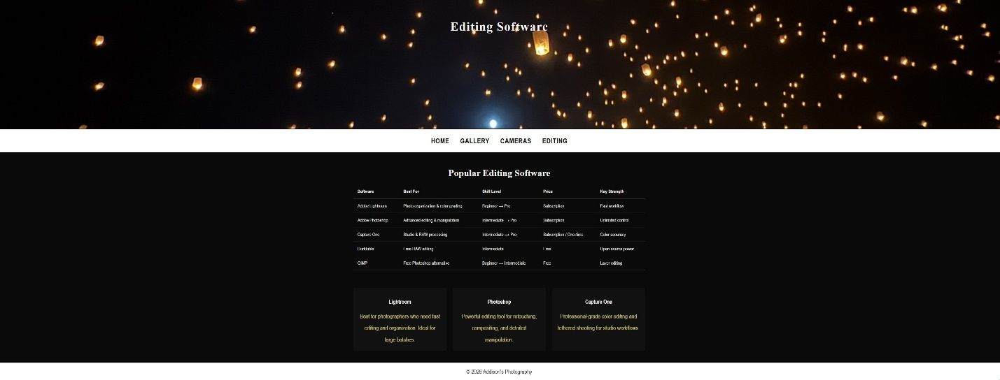 Editing Software
HOME GALLERY CAMERAS EDITING
Popular Editing Software
Software Best For Skill Level Price Key Strength
Adobe Lightroom Photo organization & color grading Beginner → Pro Subscription Fast workflow
Adobe Photoshop Advanced editing & manipulation Intermediate → Pro Subscription Unlimited control
Capture One Studio & RAW processing Intermediate → Pro Subscription / One-time Color accuracy
Darktable Free RAW editing Intermediate Free Open source power
GIMP Free Photoshop alternative Beginner → Intermediate Free Layer editing
Lightroom
Best for photographers who need fast
editing and organization. Ideal for
large batches.
Photoshop
Powerful editing tool for retouching,
compositing, and detailed
manipulation.
Capture One
Professional-grade color editing and
tethered shooting for studio workflows.
© 2026 Addison's Photography